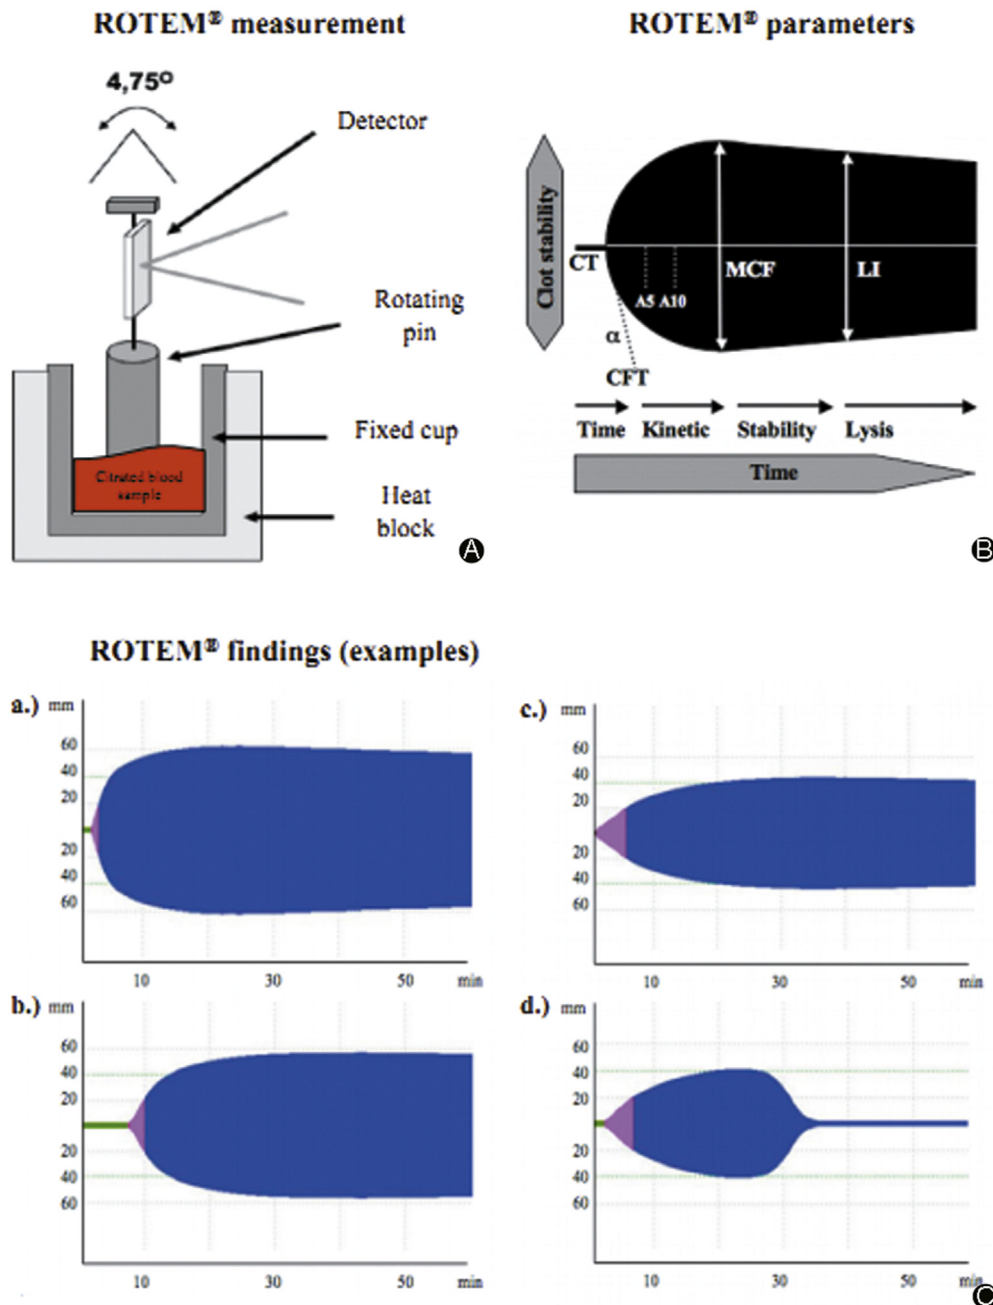 ROTEM® measurement
4,75°
Detector
Rotating
pin
Fixed cup
Citrated blood
sample
Heat
block
A
ROTEM® parameters
Clot stability
CT
MCF
LI
A5 A10
α
CFT
Time Kinetic Stability Lysis
Time
B
ROTEM® findings (examples)
a.) mm
60
40
20
20
40
60
10 30 50 min
c.) mm
60
40
20
20
40
60
10 30 50 min
b.) mm
60
40
20
20
40
60
10 30 50 min
d.) mm
60
40
20
20
40
60
10 30 50 min
C